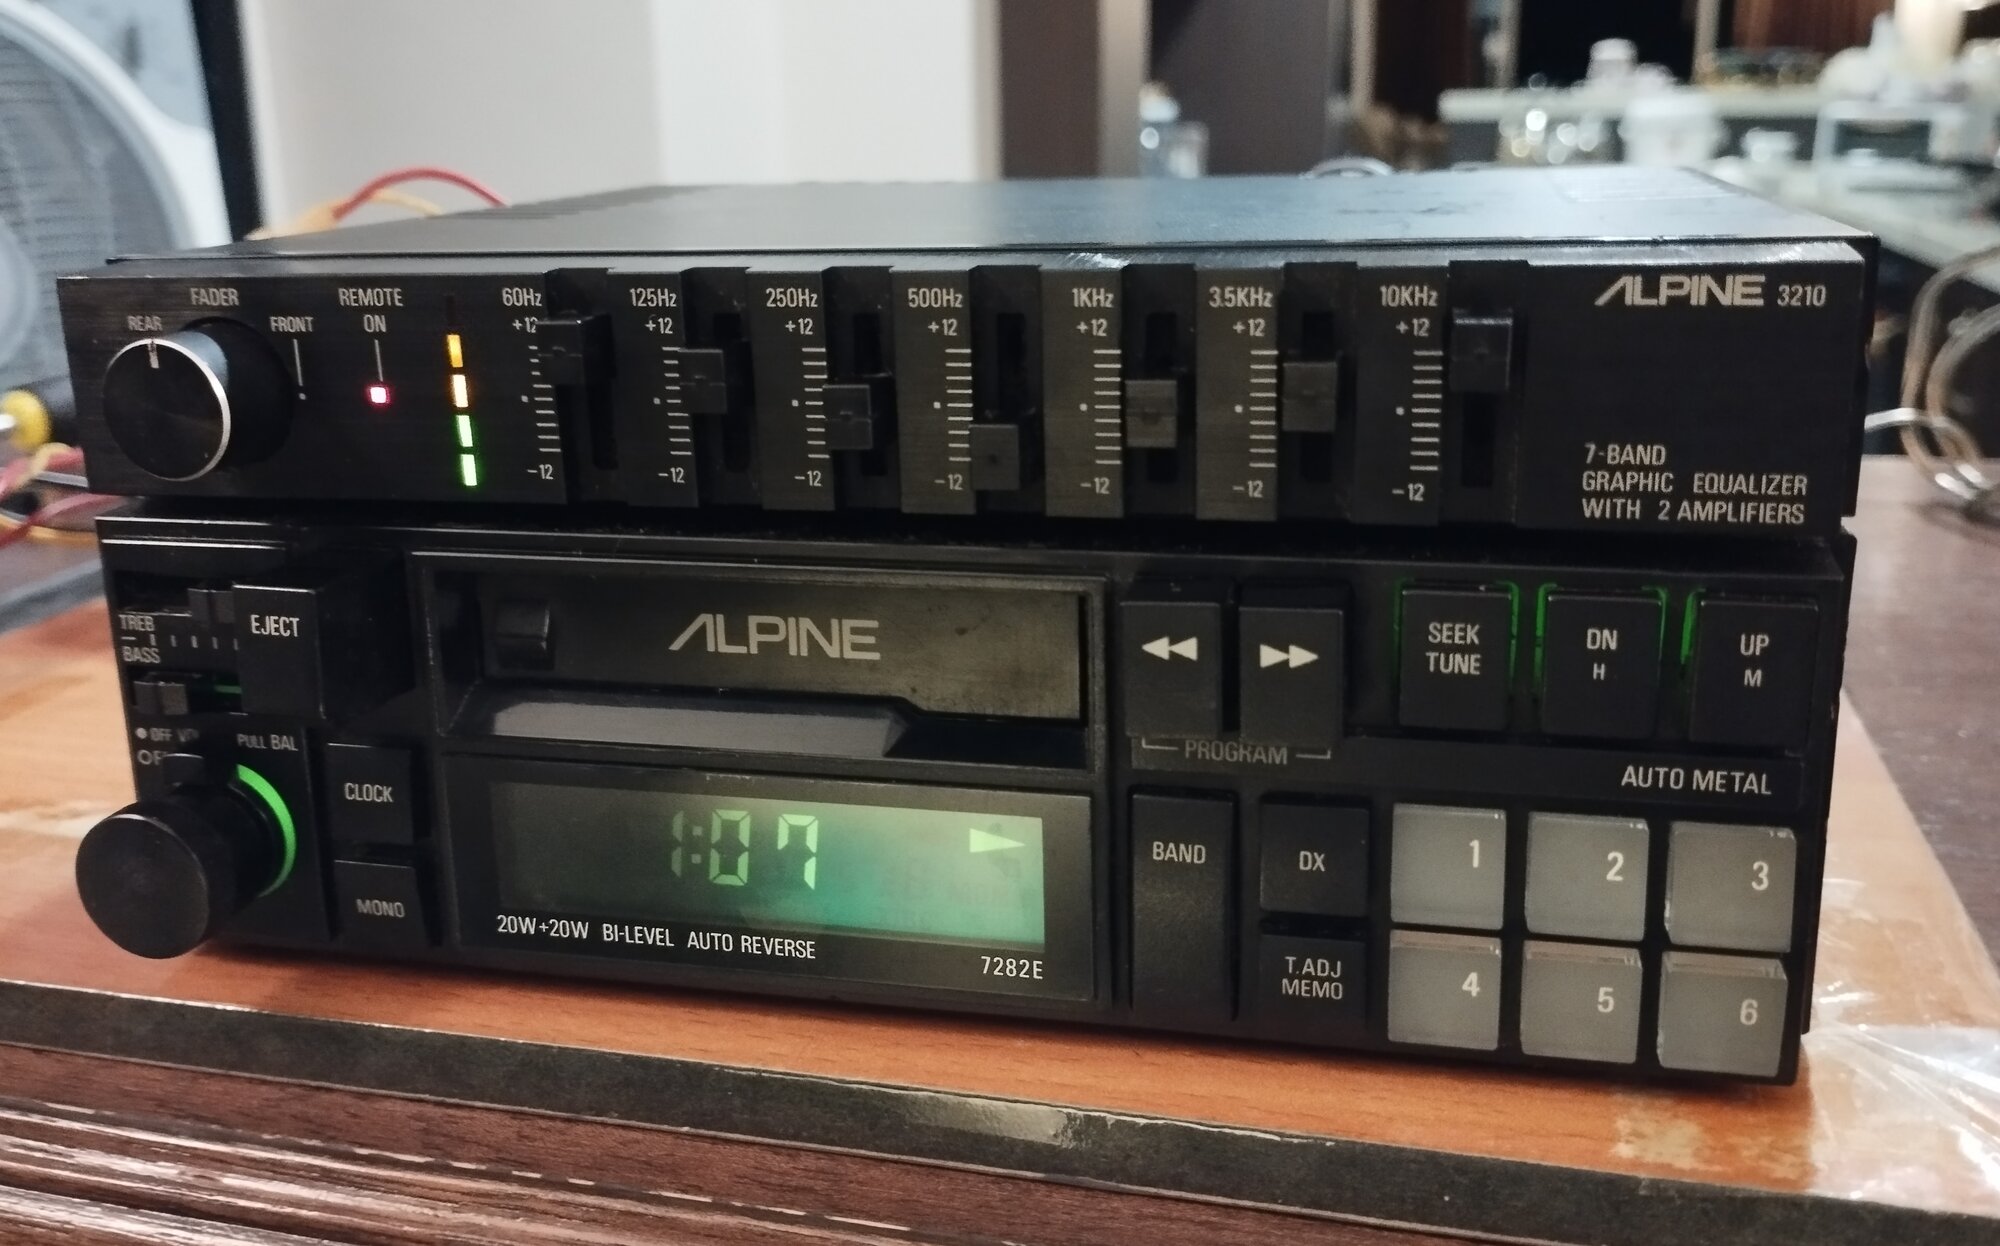 FADER
REAR
FRONT
REMOTE
ON
60Hz
+12
-12
125Hz
+12
-12
250Hz
+12
-12
500Hz
+12
-12
1KHz
+12
-12
3.5KHz
+12
-12
10KHz
+12
-12
ALPINE 3210
7-BAND
GRAPHIC EQUALIZER
WITH 2 AMPLIFIERS
TREB
BASS
EJECT
ALPINE
SEEK
TUNE
DN
H
UP
M
PROGRAM
AUTO METAL
OFF
PULL BAL
CLOCK
MONO
1:07
20W+20W BI-LEVEL AUTO REVERSE
7282E
BAND
DX
T.ADJ
MEMO
1
2
3
4
5
6